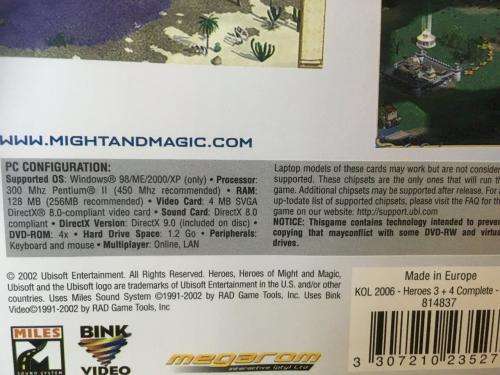 WWW.MIGHTANDMAGIC.COM
PC CONFIGURATION:
Supported OS: Windows® 98/ME/2000/XP (only) • Processor:
300 Mhz Pentium® II (450 Mhz recommended) • RAM:
128 MB (256MB recommended) • Video Card: 4 MB SVGA
DirectX® 8.0-compliant video card • Sound Card: DirectX 8.0
compliant • DirectX Version: DirectX 9.0 (included on disc) •
DVD-ROM: 4x • Hard Drive Space: 1.2 Go • Peripherals:
Keyboard and mouse • Multiplayer: Online, LAN
Laptop models of these cards may work but are not consider
supported. These chipsets are the only ones that will run th
game. Additional chipsets may be supported after release. For a
up-todate list of supported chipsets, please visit the FAQ for th
game on our website: http://support.ubi.com
NOTICE: Thisgame contains technology intended to preven
copying that mayconflict with some DVD-RW and virtua
drives.
© 2002 Ubisoft Entertainment. All Rights Reserved. Heroes, Heroes of Might and Magic,
Ubisoft and the Ubisoft logo are trademarks of Ubisoft Entertainment in the U.S. and/or other
countries. Uses Miles Sound System ©1991-2002 by RAD Game Tools, Inc. Uses Bink
Video©1991-2002 by RAD Game Tools, Inc
Made in Europe
KOL 2006 - Heroes 3 + 4 Complete -
814837
MILES
SOUND SYSTEM
BINK
VIDEO
megarom
interactive (pty) Ltd
3 307210 23527